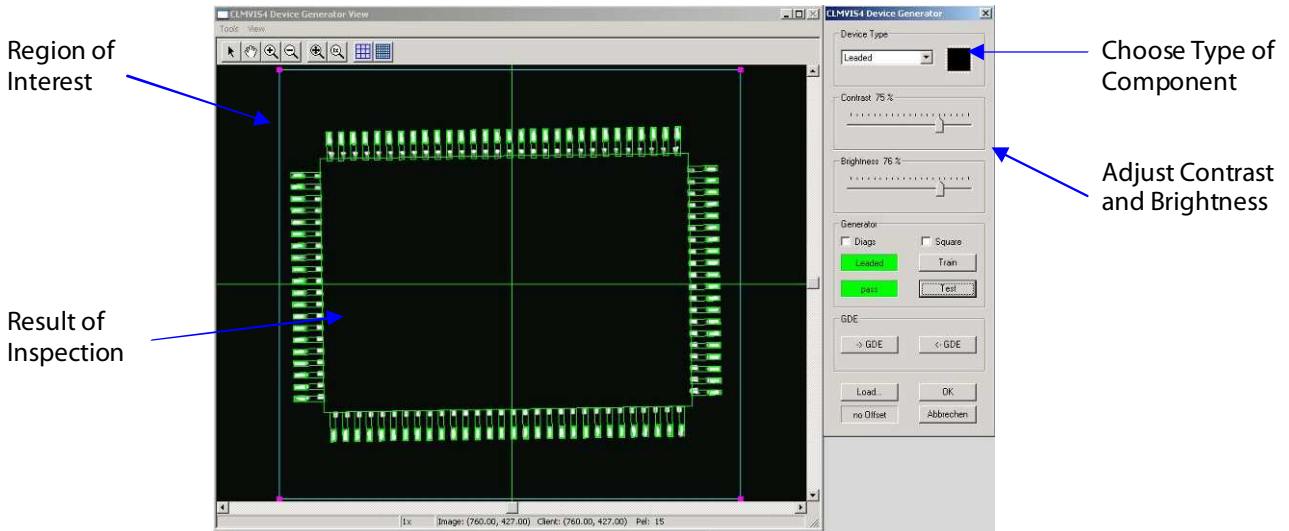 CLMVIS4 Device Generator View
Tools View
1x Image: (760.00, 427.00) Client: (760.00, 427.00) Pel: 15
CLMVIS4 Device Generator
Device Type
Leaded
Contrast 75 %
Brightness 76 %
Generator
Diags Square
Leaded Train
pass Test
GDE
-> GDE <- GDE
Load... OK
no Offset Abbrechen
Region of
Interest
Result of
Inspection
Choose Type of
Component
Adjust Contrast
and Brightness